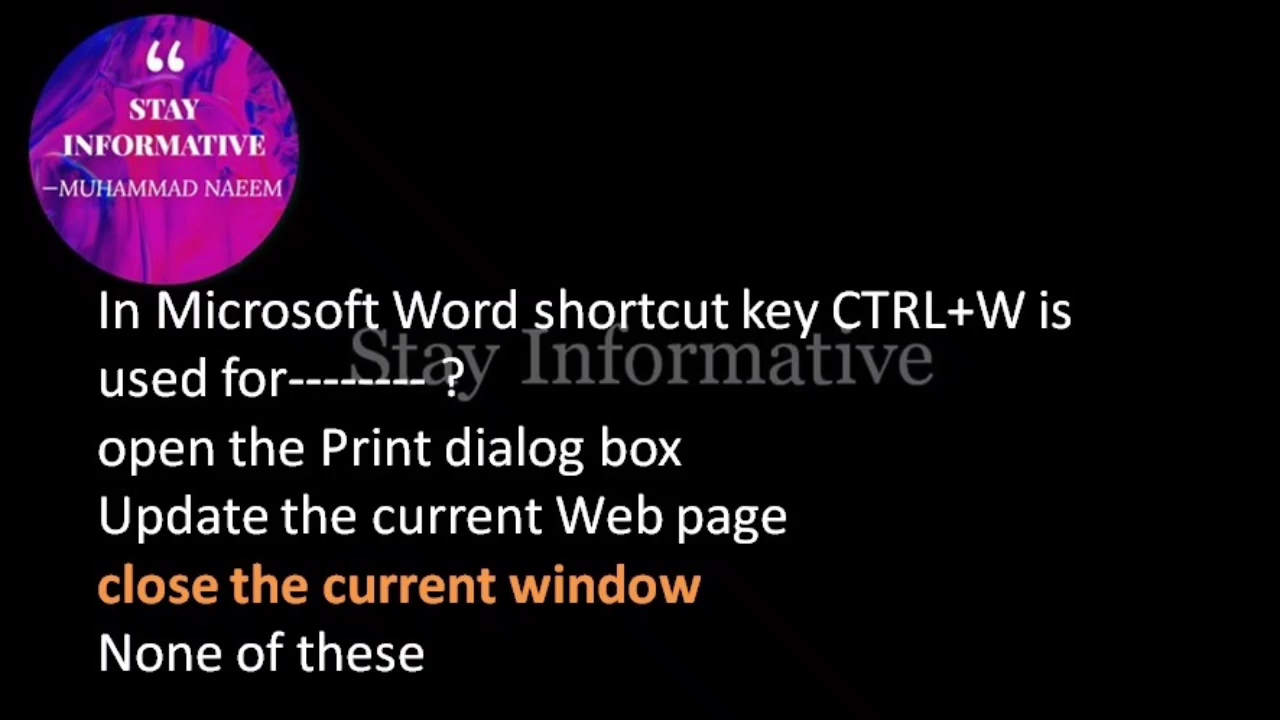 “
STAY
INFORMATIVE
—MUHAMMAD NAEEM
In Microsoft Word shortcut key CTRL+W is
used for-------- ?
Stay Informative
open the Print dialog box
Update the current Web page
close the current window
None of these